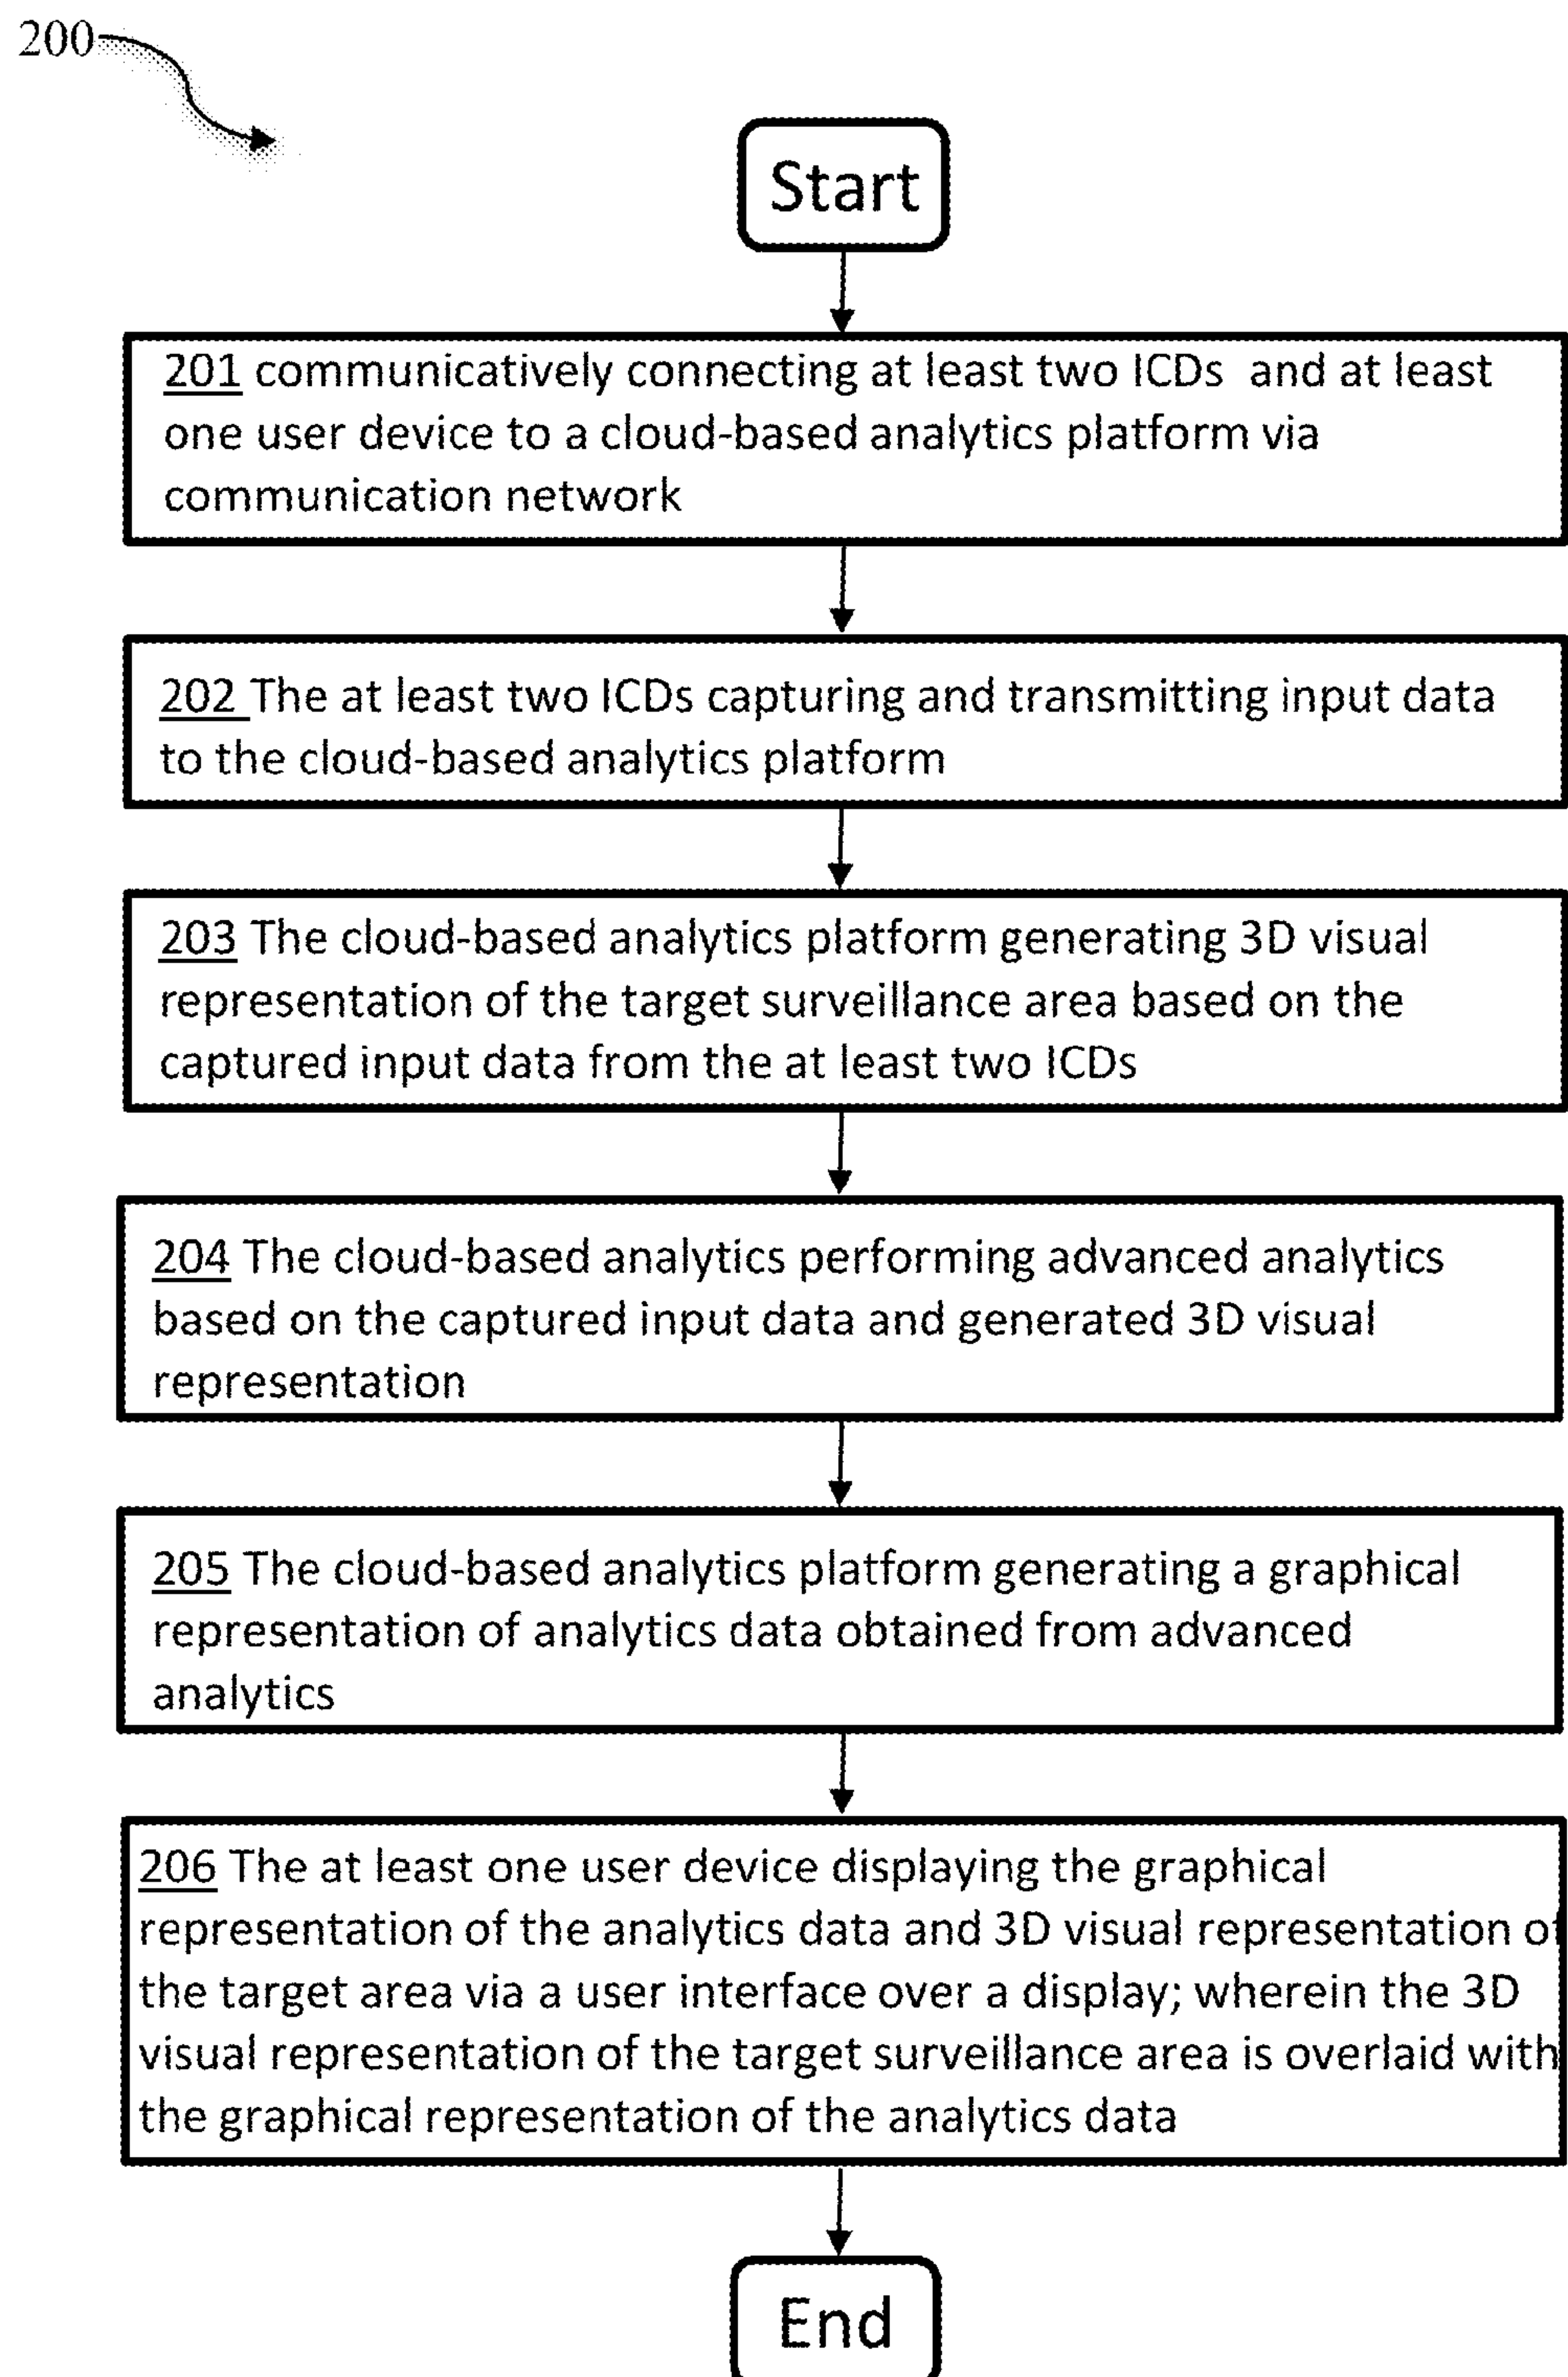 200
Start
201 communicatively connecting at least two ICDs and at least
one user device to a cloud-based analytics platform via
communication network
202 The at least two ICDs capturing and transmitting input data
to the cloud-based analytics platform
203 The cloud-based analytics platform generating 3D visual
representation of the target surveillance area based on the
captured input data from the at least two ICDs
204 The cloud-based analytics performing advanced analytics
based on the captured input data and generated 3D visual
representation
205 The cloud-based analytics platform generating a graphical
representation of analytics data obtained from advanced
analytics
206 The at least one user device displaying the graphical
representation of the analytics data and 3D visual representation of
the target area via a user interface over a display; wherein the 3D
visual representation of the target surveillance area is overlaid with
the graphical representation of the analytics data
End